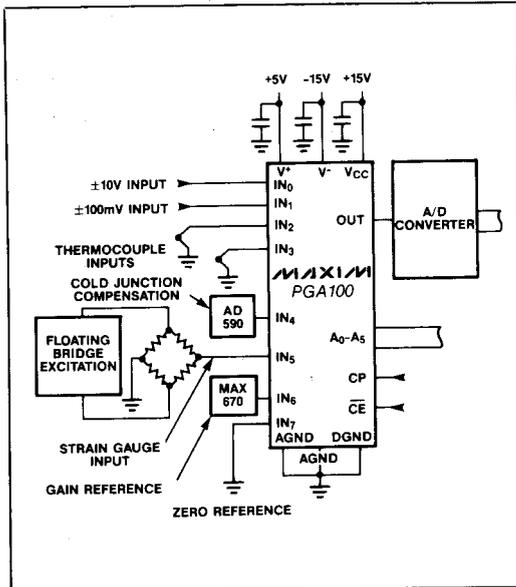 +5V -15V +15V
V+ V- VCC
±10V INPUT IN0
±100mV INPUT IN1
IN2
IN3
THERMOCOUPLE
INPUTS
COLD JUNCTION
COMPENSATION
AD
590
IN4
FLOATING
BRIDGE
EXCITATION
IN5
MAX
670
IN6
IN7
STRAIN GAUGE
INPUT
GAIN REFERENCE
ZERO REFERENCE
OUT
MAXIM
PGA100
A0-A5
CP
CE
AGND DGND
AGND
A/D
CONVERTER